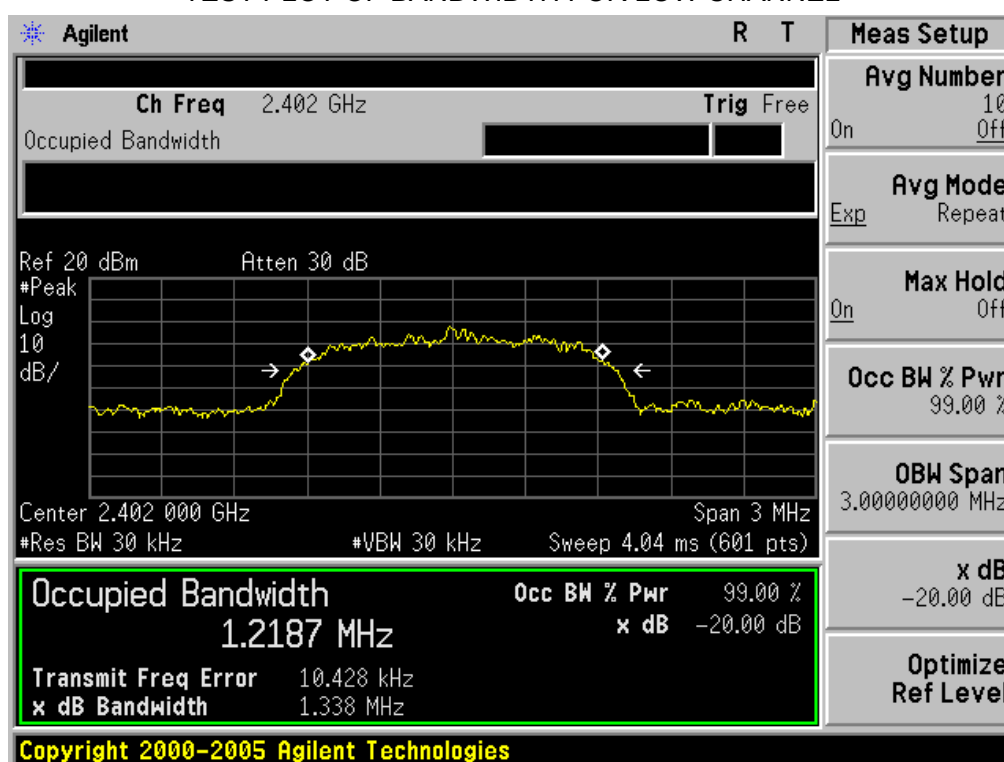 Agilent R T
Ch Freq 2.402 GHz Trig Free
Occupied Bandwidth
Ref 20 dBm Atten 30 dB
#Peak
Log
10
dB/
Center 2.402 000 GHz Span 3 MHz
#Res BW 30 kHz #VBW 30 kHz Sweep 4.04 ms (601 pts)
Occupied Bandwidth Occ BW % Pwr 99.00 %
1.2187 MHz x dB -20.00 dB
Transmit Freq Error 10.428 kHz
x dB Bandwidth 1.338 MHz
Copyright 2000-2005 Agilent Technologies
Meas Setup
Avg Number
10
On Off
Avg Mode
Exp Repeat
Max Hold
On Off
Occ BW % Pwr
99.00 %
OBW Span
3.00000000 MHz
x dB
-20.00 dB
Optimize
Ref Level